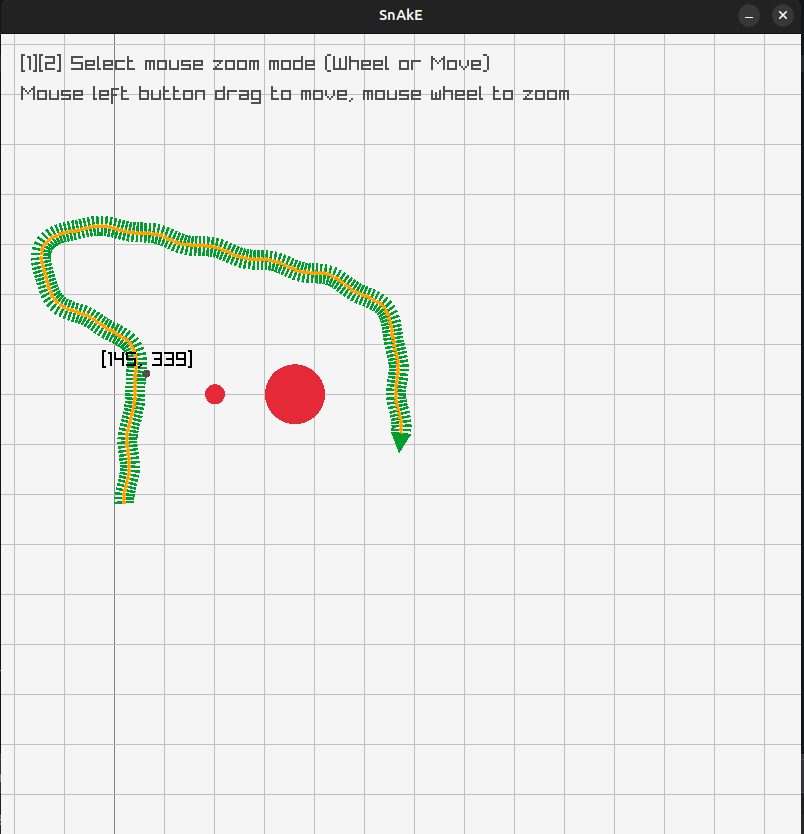 SnAkE
[1][2] Select mouse zoom mode (Wheel or Move)
Mouse left button drag to move, mouse wheel to zoom
[145, 339]